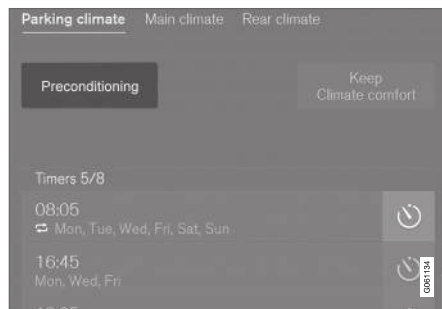 Parking climate Main climate Rear climate
Preconditioning
Keep
Climate comfort
Timers 5/8
08:05
Mon, Tue, Wed, Fri, Sat, Sun
16:45
Mon, Wed, Fri
G061134